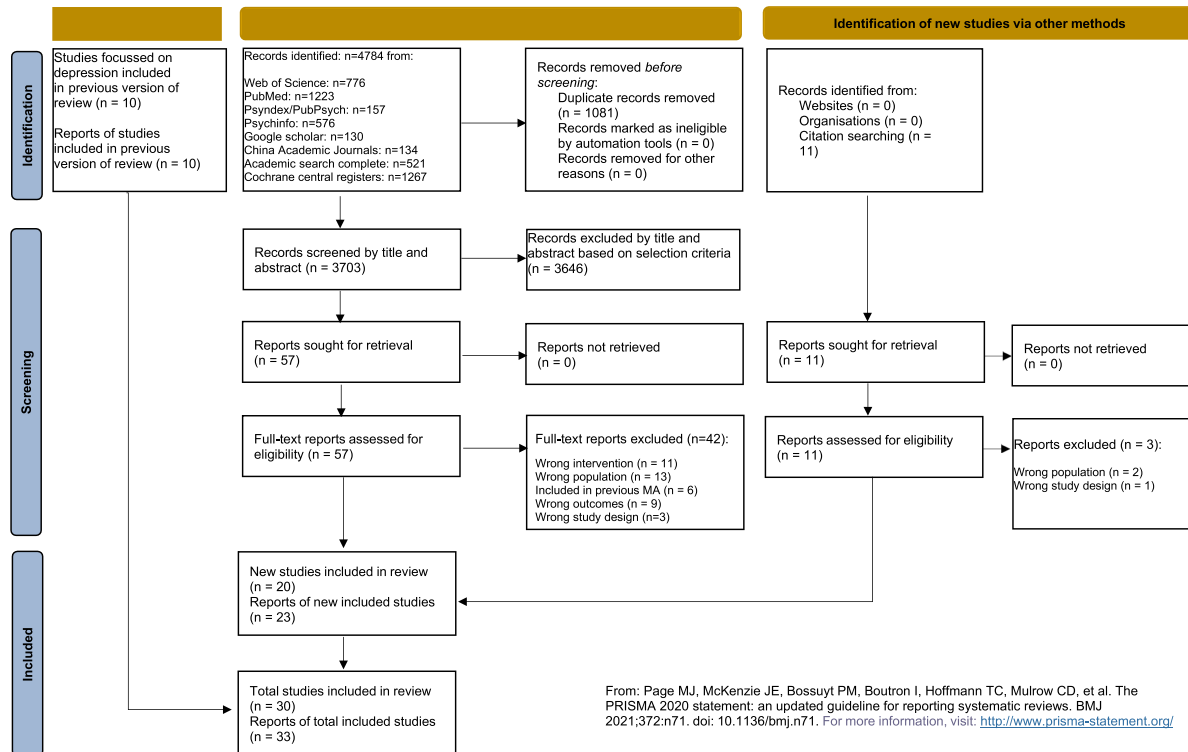 Identification of new studies via other methods
Identification
Studies focussed on
depression included
in previous version of
review (n = 10)
Reports of studies
included in previous
version of review (n = 10)
Records identified: n=4784 from:
Web of Science: n=776
PubMed: n=1223
Psyndex/PubPsych: n=157
Psychinfo: n=576
Google scholar: n=130
China Academic Journals: n=134
Academic search complete: n=521
Cochrane central registers: n=1267
Records removed before
screening:
Duplicate records removed
(n = 1081)
Records marked as ineligible
by automation tools (n = 0)
Records removed for other
reasons (n = 0)
Records identified from:
Websites (n = 0)
Organisations (n = 0)
Citation searching (n =
11)
Screening
Records screened by title and
abstract (n = 3703)
Records excluded by title and
abstract based on selection criteria
(n = 3646)
Reports sought for retrieval
(n = 57)
Reports not retrieved
(n = 0)
Reports sought for retrieval
(n = 11)
Reports not retrieved
(n = 0)
Full-text reports assessed for
eligibility (n = 57)
Full-text reports excluded (n=42):
Wrong intervention (n = 11)
Wrong population (n = 13)
Included in previous MA (n = 6)
Wrong outcomes (n = 9)
Wrong study design (n=3)
Reports assessed for eligibility
(n = 11)
Reports excluded (n = 3):
Wrong population (n = 2)
Wrong study design (n = 1)
Included
New studies included in review
(n = 20)
Reports of new included studies
(n = 23)
Total studies included in review
(n = 30)
Reports of total included studies
(n = 33)
From: Page MJ, McKenzie JE, Bossuyt PM, Boutron I, Hoffmann TC, Mulrow CD, et al. The
PRISMA 2020 statement: an updated guideline for reporting systematic reviews. BMJ
2021;372:n71. doi: 10.1136/bmj.n71. For more information, visit: http://www.prisma-statement.org/